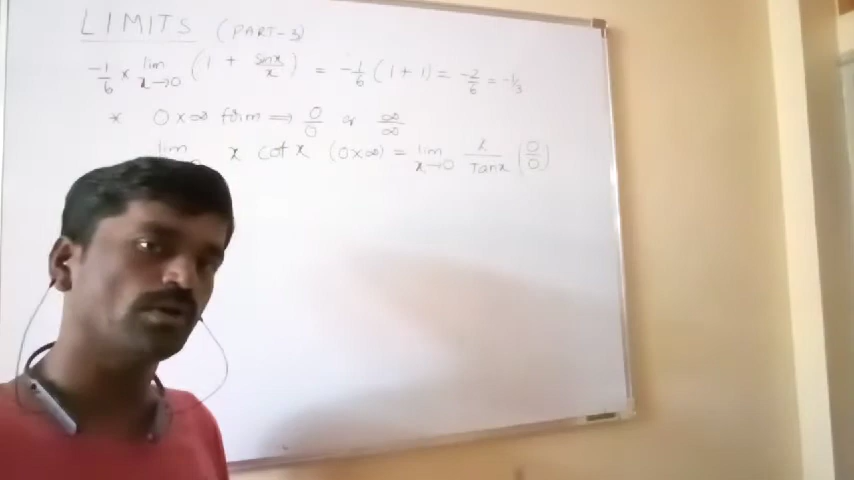 LIMITS (PART-3)
-1/6 × lim x→0 (1 + sinx/x) = -1/6 (1+1) = -2/6 = -1/3
* 0×∞ form ⟹ 0/0 or ∞/∞
lim 0 x cot x (0×∞) = lim x→0 x/Tanx (0/0)